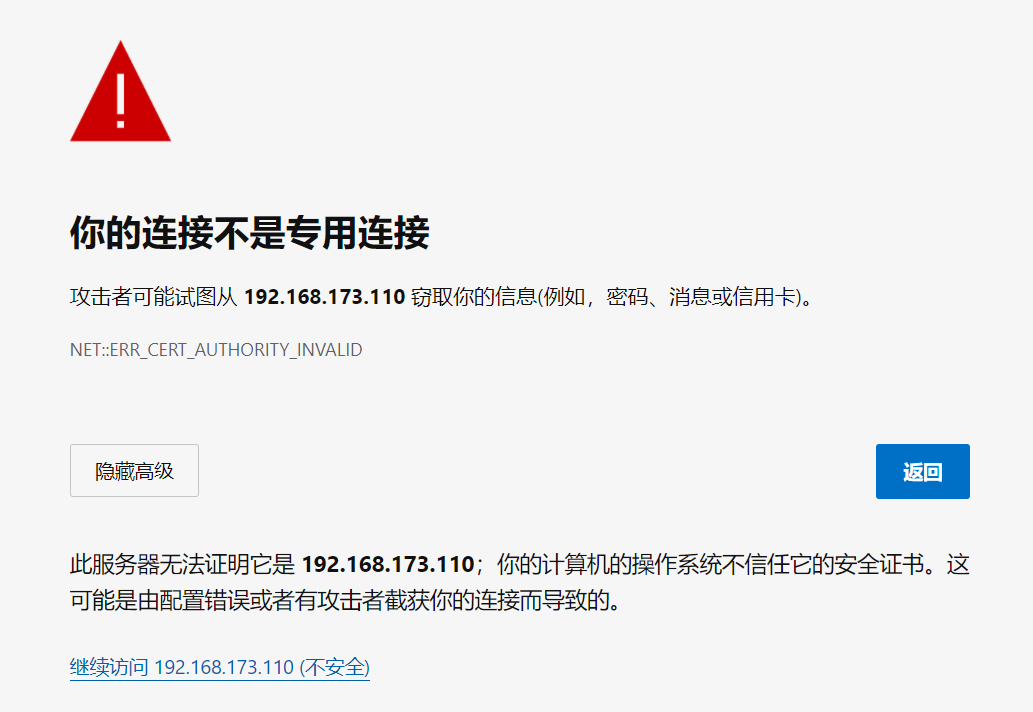 你的连接不是专用连接
攻击者可能试图从 192.168.173.110 窃取你的信息(例如，密码、消息或信用卡)。
NET::ERR_CERT_AUTHORITY_INVALID
隐藏高级
返回
此服务器无法证明它是 192.168.173.110；你的计算机的操作系统不信任它的安全证书。这
可能是由配置错误或者有攻击者截获你的连接而导致的。
继续访问 192.168.173.110 (不安全)